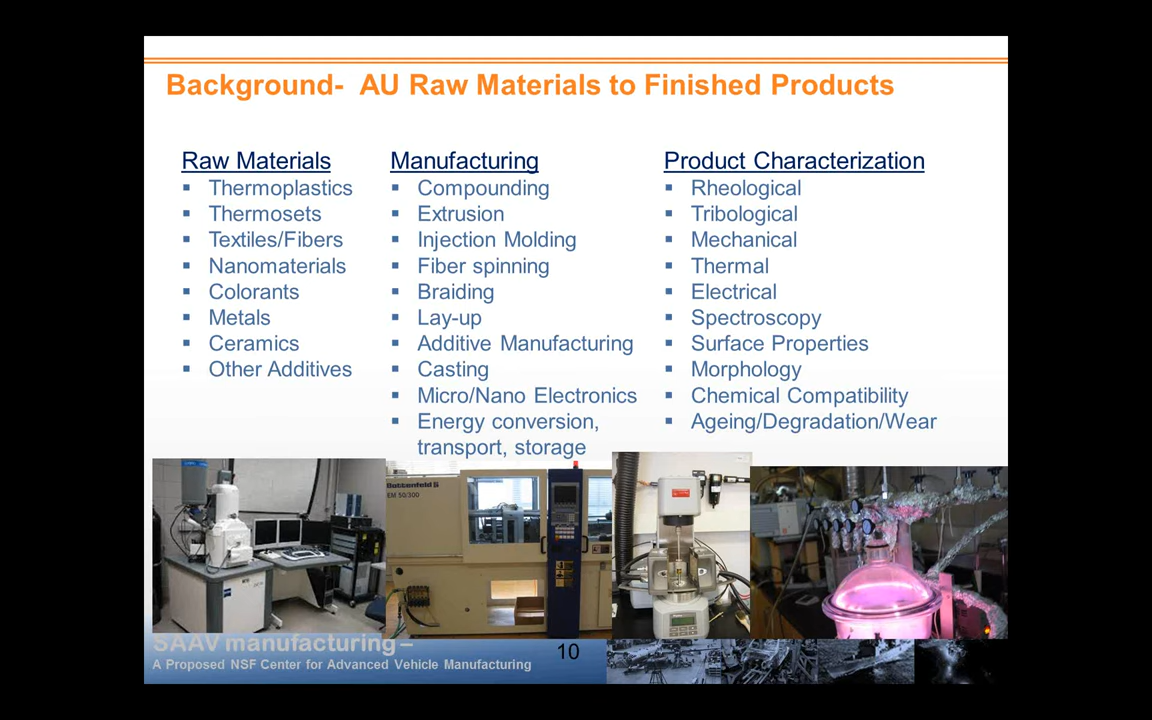 Background-  AU Raw Materials to Finished Products
Raw Materials
▪ Thermoplastics
▪ Thermosets
▪ Textiles/Fibers
▪ Nanomaterials
▪ Colorants
▪ Metals
▪ Ceramics
▪ Other Additives
Manufacturing
▪ Compounding
▪ Extrusion
▪ Injection Molding
▪ Fiber spinning
▪ Braiding
▪ Lay-up
▪ Additive Manufacturing
▪ Casting
▪ Micro/Nano Electronics
▪ Energy conversion,
transport, storage
Product Characterization
▪ Rheological
▪ Tribological
▪ Mechanical
▪ Thermal
▪ Electrical
▪ Spectroscopy
▪ Surface Properties
▪ Morphology
▪ Chemical Compatibility
▪ Ageing/Degradation/Wear
EM 50/300
SAAV manufacturing –
A Proposed NSF Center for Advanced Vehicle Manufacturing
10